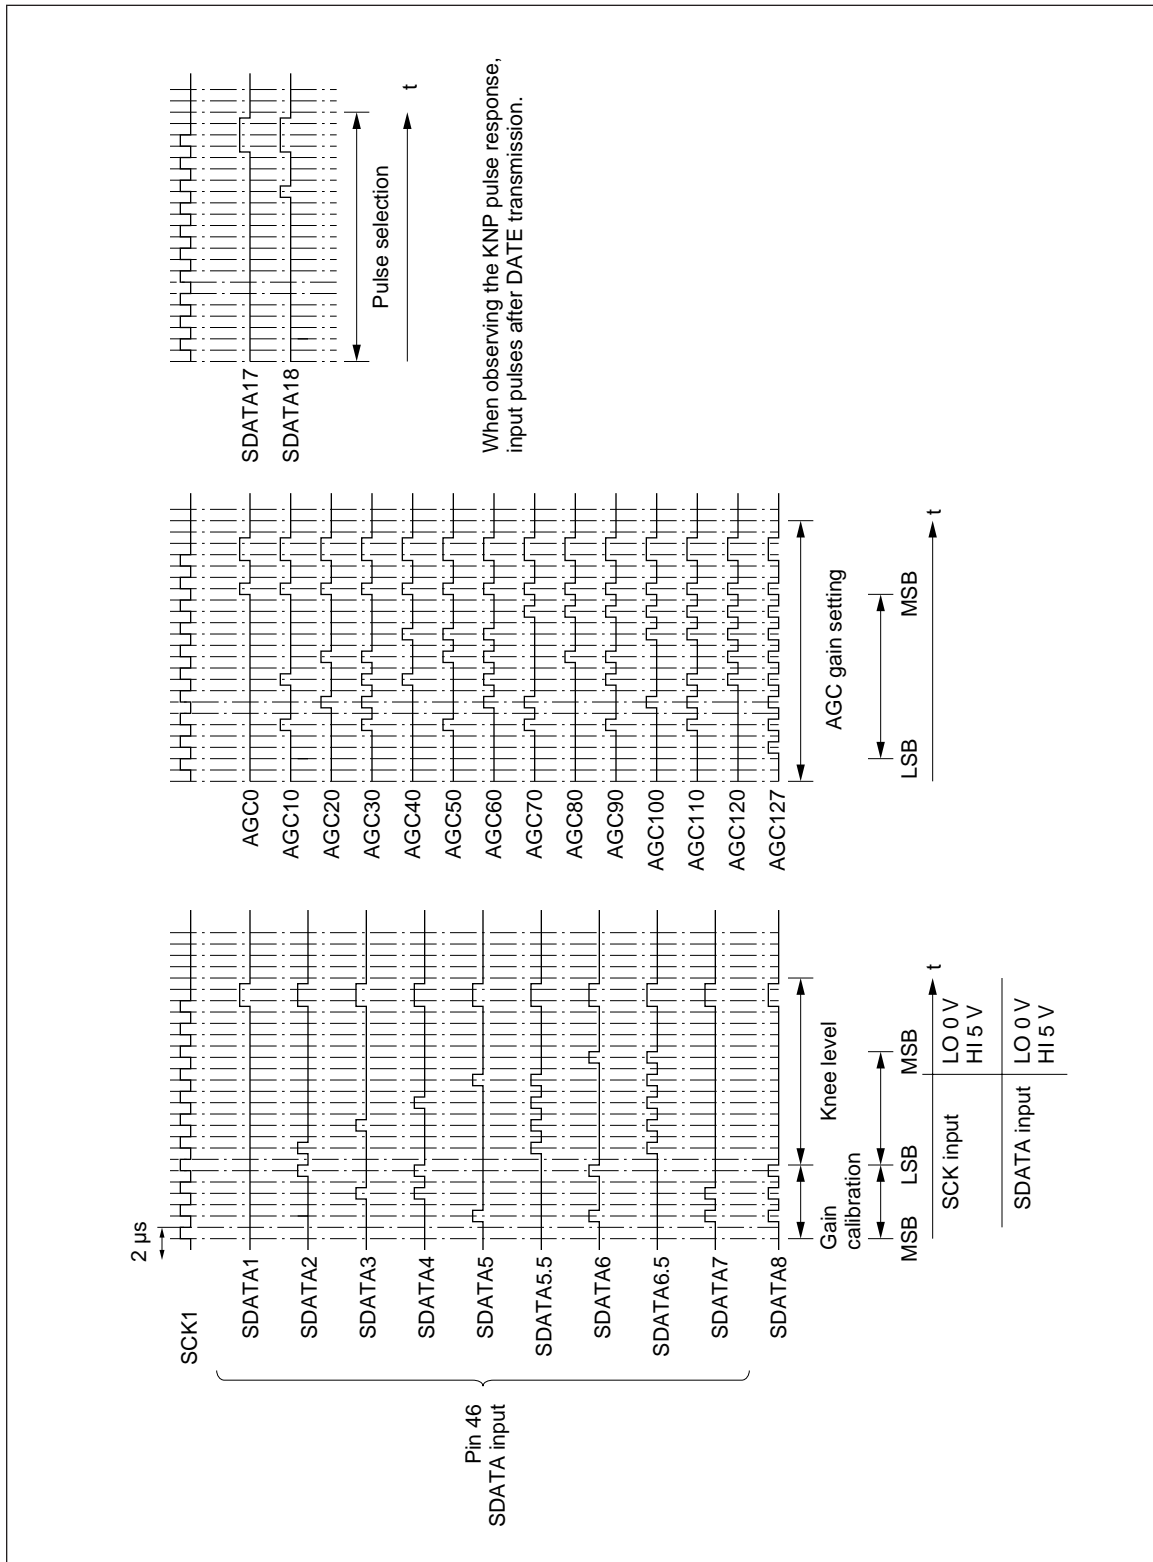 2 µs
SCK1
SDATA1
SDATA2
SDATA3
SDATA4
SDATA5
SDATA5.5
SDATA6
SDATA6.5
SDATA7
SDATA8
Pin 46
SDATA input
Gain
calibration
Knee level
MSB
LSB
MSB
t
SCK input
LO 0 V
HI 5 V
SDATA input
LO 0 V
HI 5 V
AGC0
AGC10
AGC20
AGC30
AGC40
AGC50
AGC60
AGC70
AGC80
AGC90
AGC100
AGC110
AGC120
AGC127
AGC gain setting
LSB
MSB
t
SDATA17
SDATA18
Pulse selection
t
When observing the KNP pulse response,
input pulses after DATE transmission.